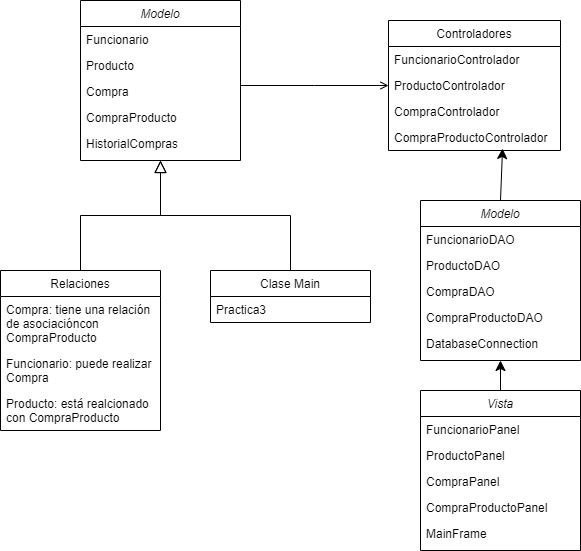 Modelo
Funcionario
Producto
Compra
CompraProducto
HistorialCompras
Controladores
FuncionarioControlador
ProductoControlador
CompraControlador
CompraProductoControlador
Modelo
FuncionarioDAO
ProductoDAO
CompraDAO
CompraProductoDAO
DatabaseConnection
Relaciones
Compra: tiene una relación
de asociacióncon
CompraProducto
Funcionario: puede realizar
Compra
Producto: está realcionado
con CompraProducto
Clase Main
Practica3
Vista
FuncionarioPanel
ProductoPanel
CompraPanel
CompraProductoPanel
MainFrame